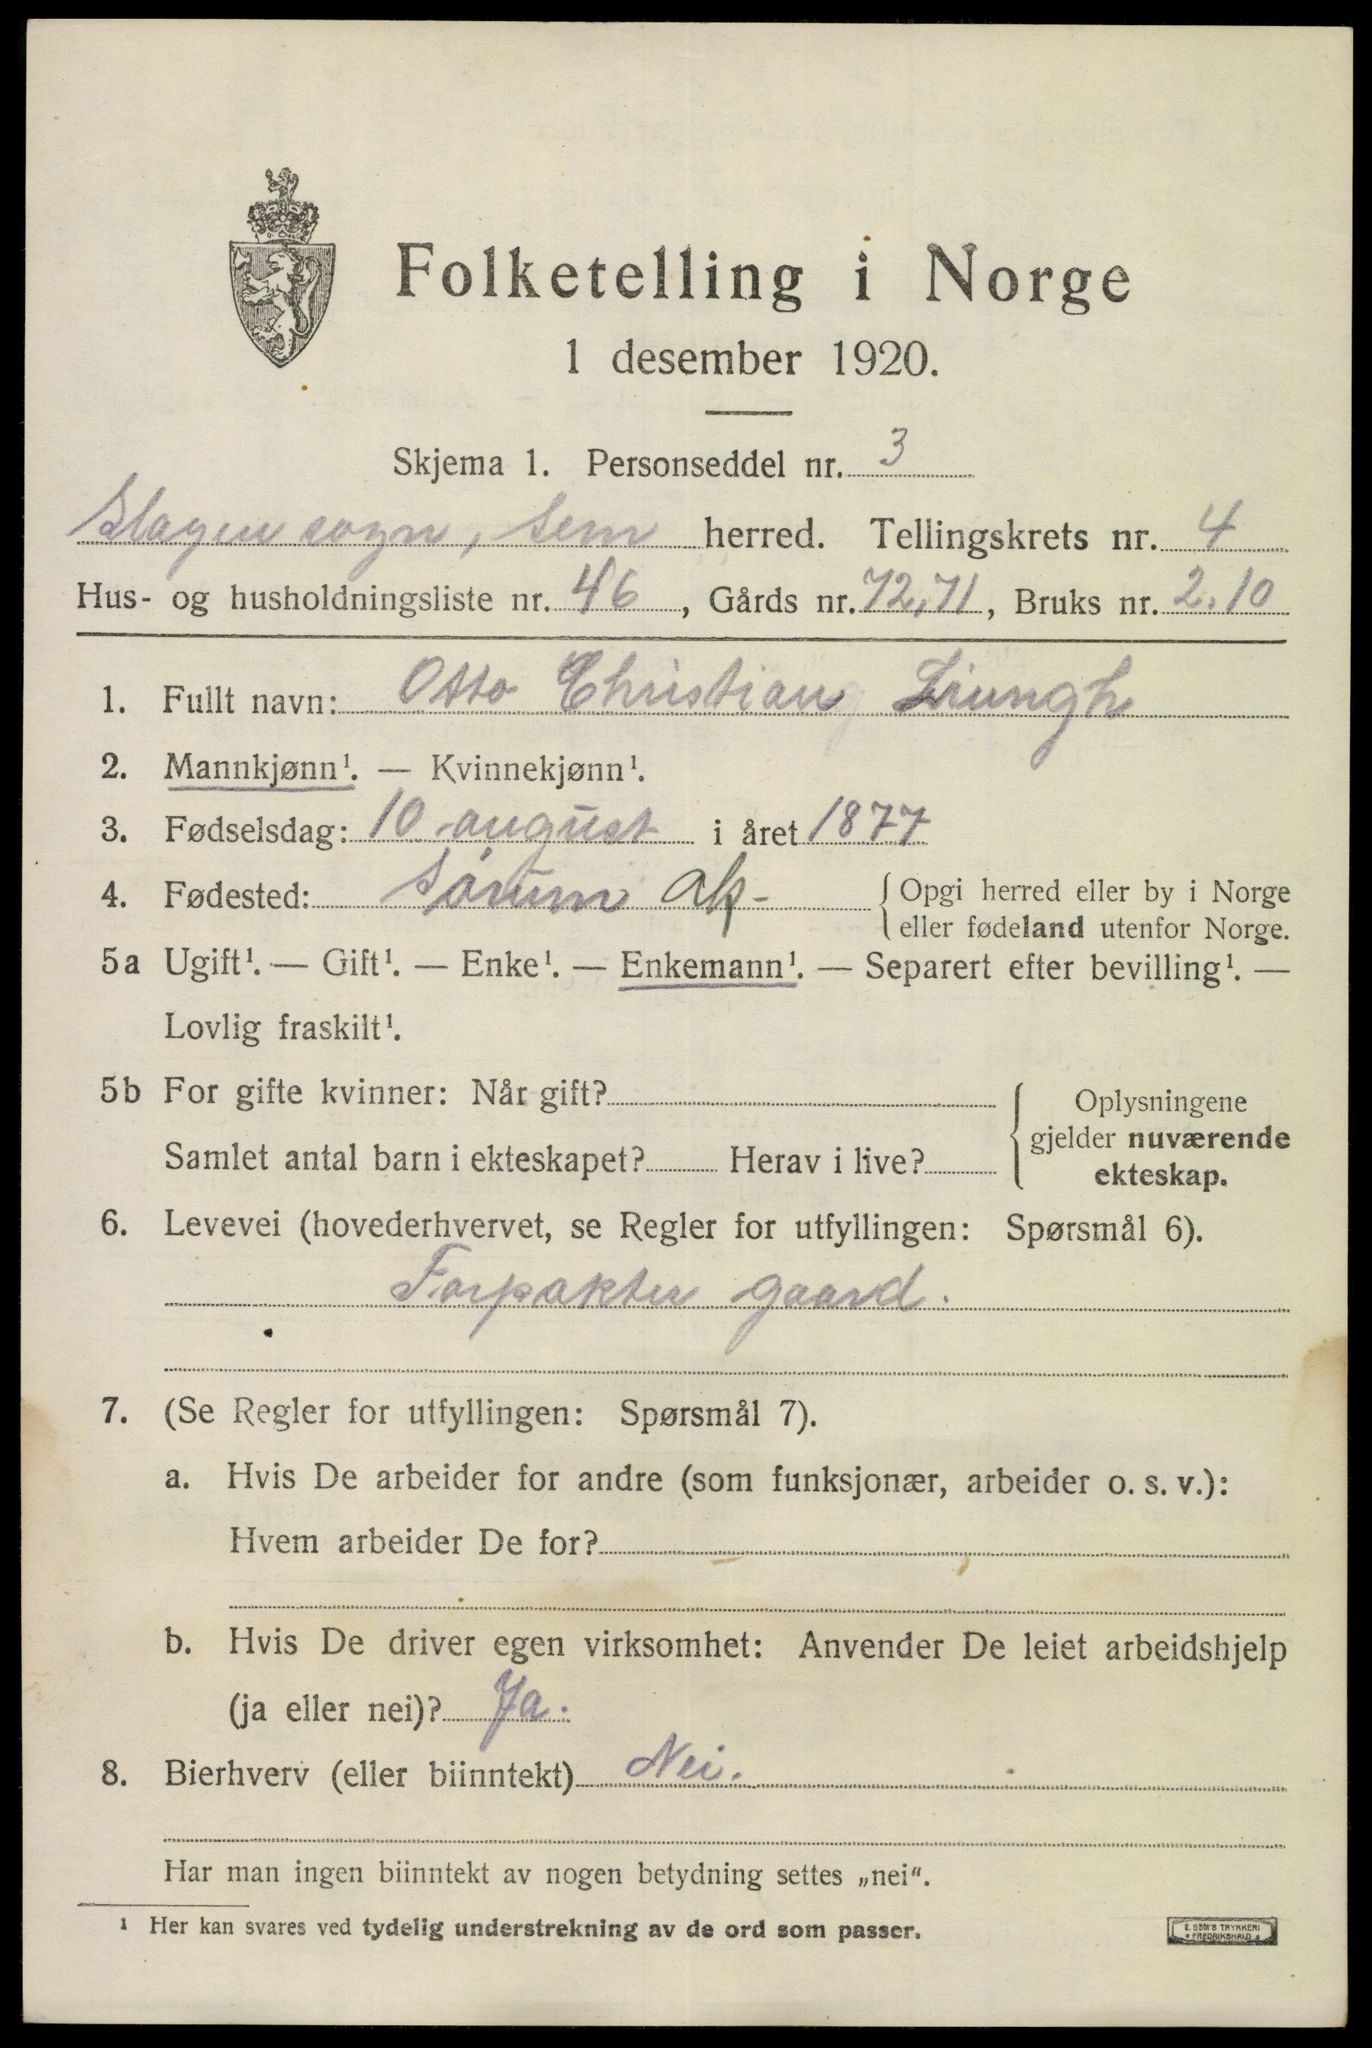 Folketelling i Norge
1 desember 1920.
Skjema 1. Personseddel nr. 3
Slagen sogn, Sem herred. Tellingskrets nr. 4
Hus- og husholdningsliste nr. 46, Gårds nr. 72,71, Bruks nr. 2.10
1. Fullt navn: Otto Christian Liungh
2. Mannkjønn¹. — Kvinnekjønn¹.
3. Fødselsdag: 10 august i året 1877
4. Fødested: Sørum Ak- { Opgi herred eller by i Norge
eller fødeland utenfor Norge.
5a Ugift¹. — Gift¹. — Enke¹. — Enkemann¹. — Separert efter bevilling¹. —
Lovlig fraskilt¹.
5b For gifte kvinner: Når gift?
Samlet antal barn i ekteskapet? Herav i live?
Oplysningene
gjelder nuværende
ekteskap.
6. Levevei (hovederhvervet, se Regler for utfyllingen: Spørsmål 6).
Forpakter gaard.
7. (Se Regler for utfyllingen: Spørsmål 7).
a. Hvis De arbeider for andre (som funksjonær, arbeider o. s. v.):
Hvem arbeider De for?
b. Hvis De driver egen virksomhet: Anvender De leiet arbeidshjelp
(ja eller nei)? Ja.
8. Bierhverv (eller biinntekt) Nei.
Har man ingen biinntekt av nogen betydning settes „nei“.
¹ Her kan svares ved tydelig understrekning av de ord som passer.
E. SEM'S TRYKKERI
FREDRIKSHALD